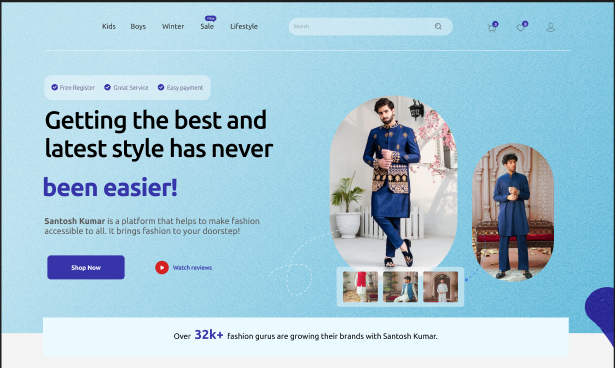 Kids Boys Winter Sale Lifestyle Search
Free Register Great Service Easy payment
Getting the best and
latest style has never
been easier!
Santosh Kumar is a platform that helps to make fashion
accessible to all. It brings fashion to your doorstep!
Shop Now Watch reviews
Over 32k+ fashion gurus are growing their brands with Santosh Kumar.